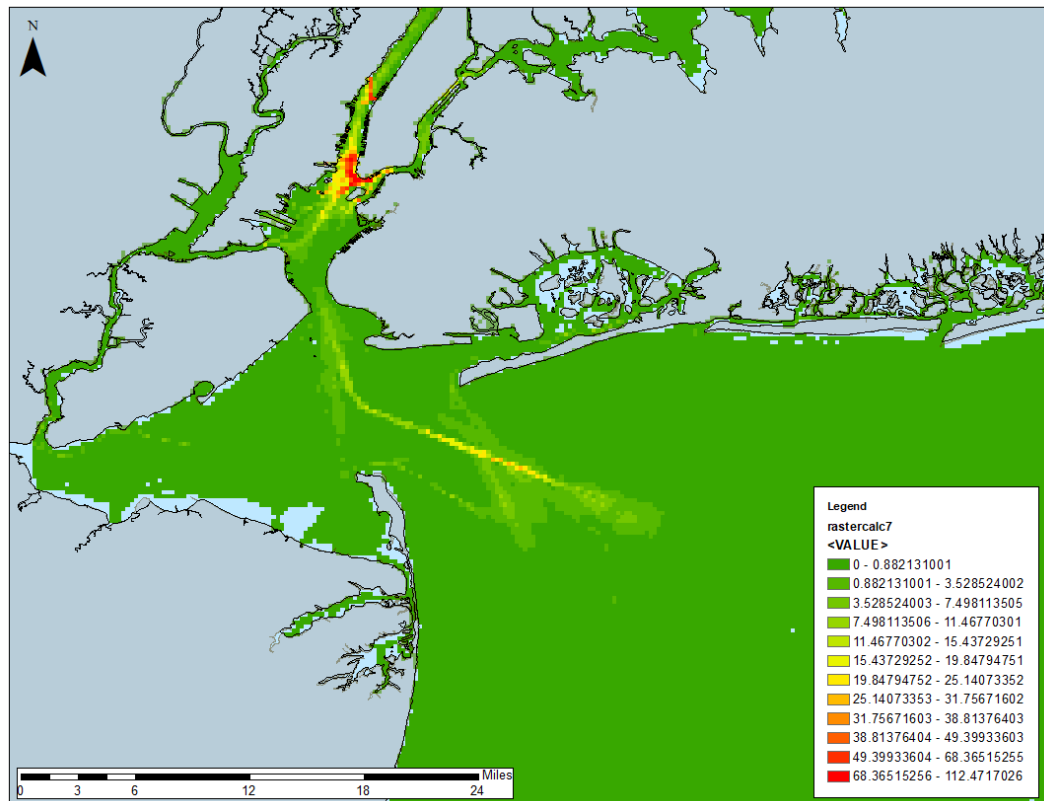 N
Legend
rastercalc7
<VALUE>
0 - 0.882131001
0.882131001 - 3.528524002
3.528524003 - 7.498113505
7.498113506 - 11.46770301
11.46770302 - 15.43729251
15.43729252 - 19.84794751
19.84794752 - 25.14073352
25.14073353 - 31.75671602
31.75671603 - 38.81376403
38.81376404 - 49.39933603
49.39933604 - 68.36515255
68.36515256 - 112.4717026
Miles
0 3 6 12 18 24